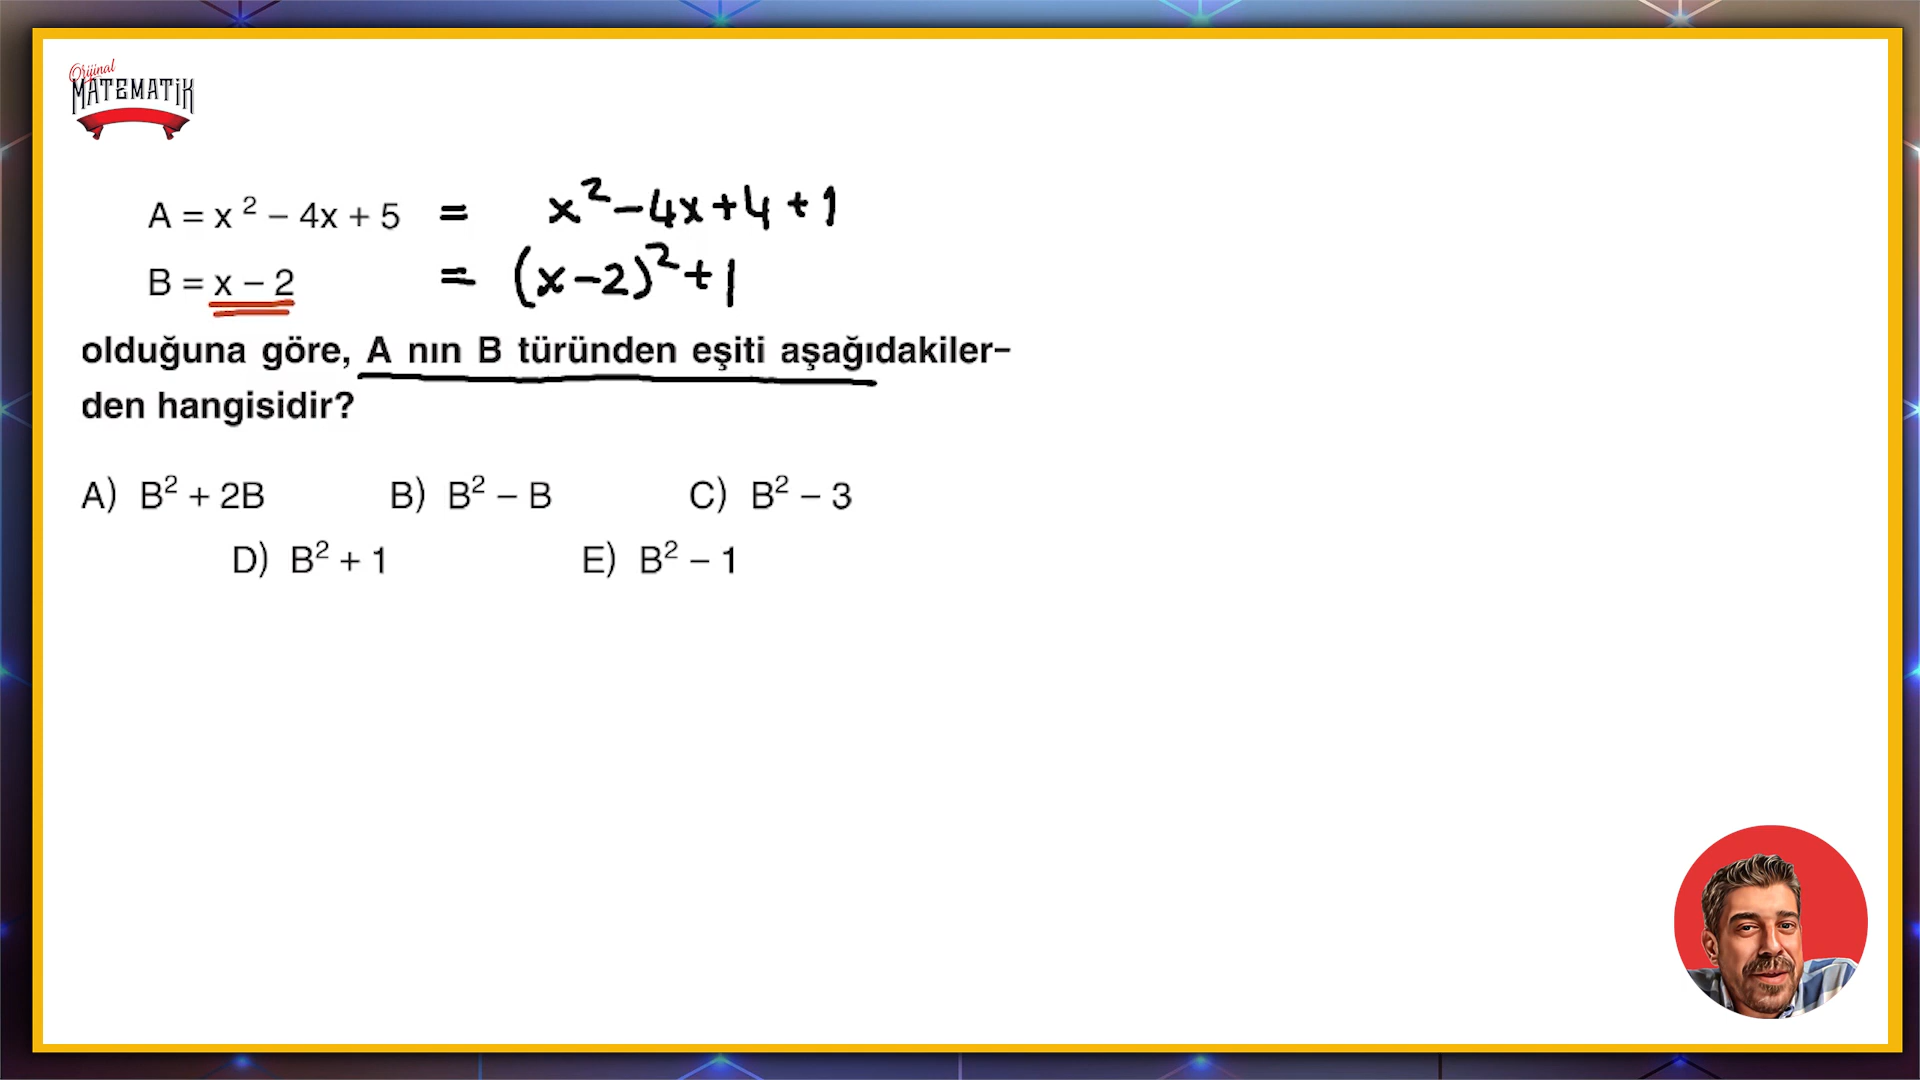 Orijinal
MATEMATİK
A = x² – 4x + 5 = x²–4x+4+1
B = x – 2 = (x–2)²+1
olduğuna göre, A nın B türünden eşiti aşağıdakiler–
den hangisidir?
A) B² + 2B B) B² – B C) B² – 3
D) B² + 1 E) B² – 1